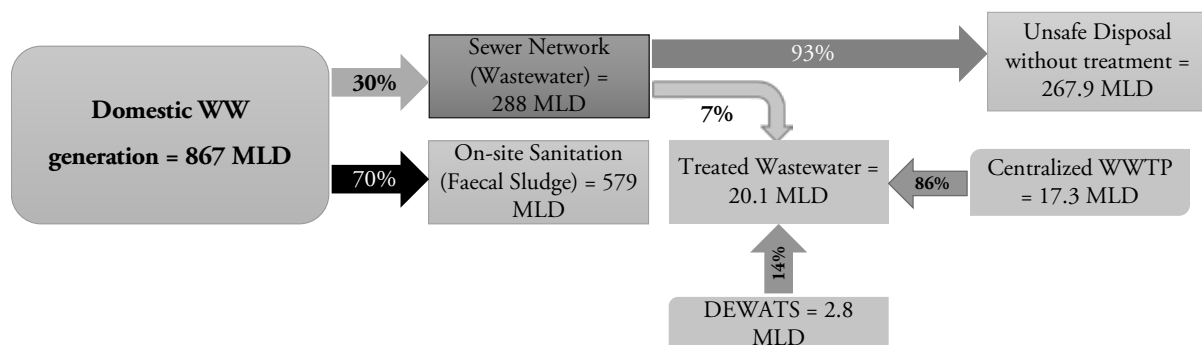 Domestic WW
generation = 867 MLD
30%
70%
Sewer Network
(Wastewater) =
288 MLD
On-site Sanitation
(Faecal Sludge) = 579
MLD
93%
7%
Unsafe Disposal
without treatment =
267.9 MLD
Treated Wastewater =
20.1 MLD
86%
Centralized WWTP
= 17.3 MLD
14%
DEWATS = 2.8
MLD